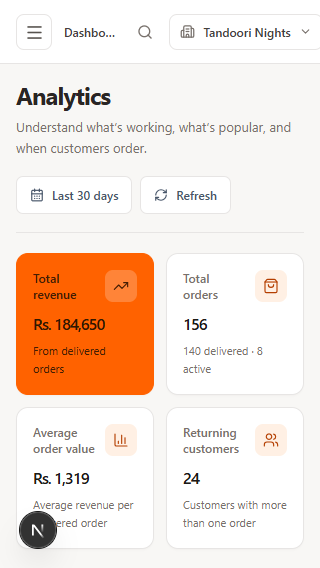 Dashbo...
Tandoori Nights
Analytics
Understand what's working, what's popular, and
when customers order.
Last 30 days
Refresh
Total
revenue
Rs. 184,650
From delivered
orders
Total
orders
156
140 delivered · 8
active
Average
order value
Rs. 1,319
Average revenue per
order
Returning
customers
24
Customers with more
than one order
N